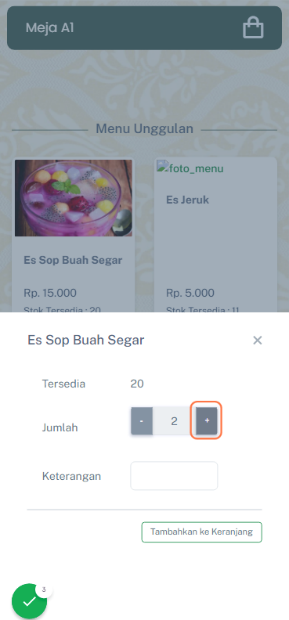 Meja A1
Menu Unggulan
foto_menu
Es Jeruk
Es Sop Buah Segar
Rp. 15.000
Rp. 5.000
Stok Tersedia : 20
Stok Tersedia : 11
Es Sop Buah Segar ×
Tersedia 20
Jumlah - 2 +
Keterangan
Tambahkan ke Keranjang
3